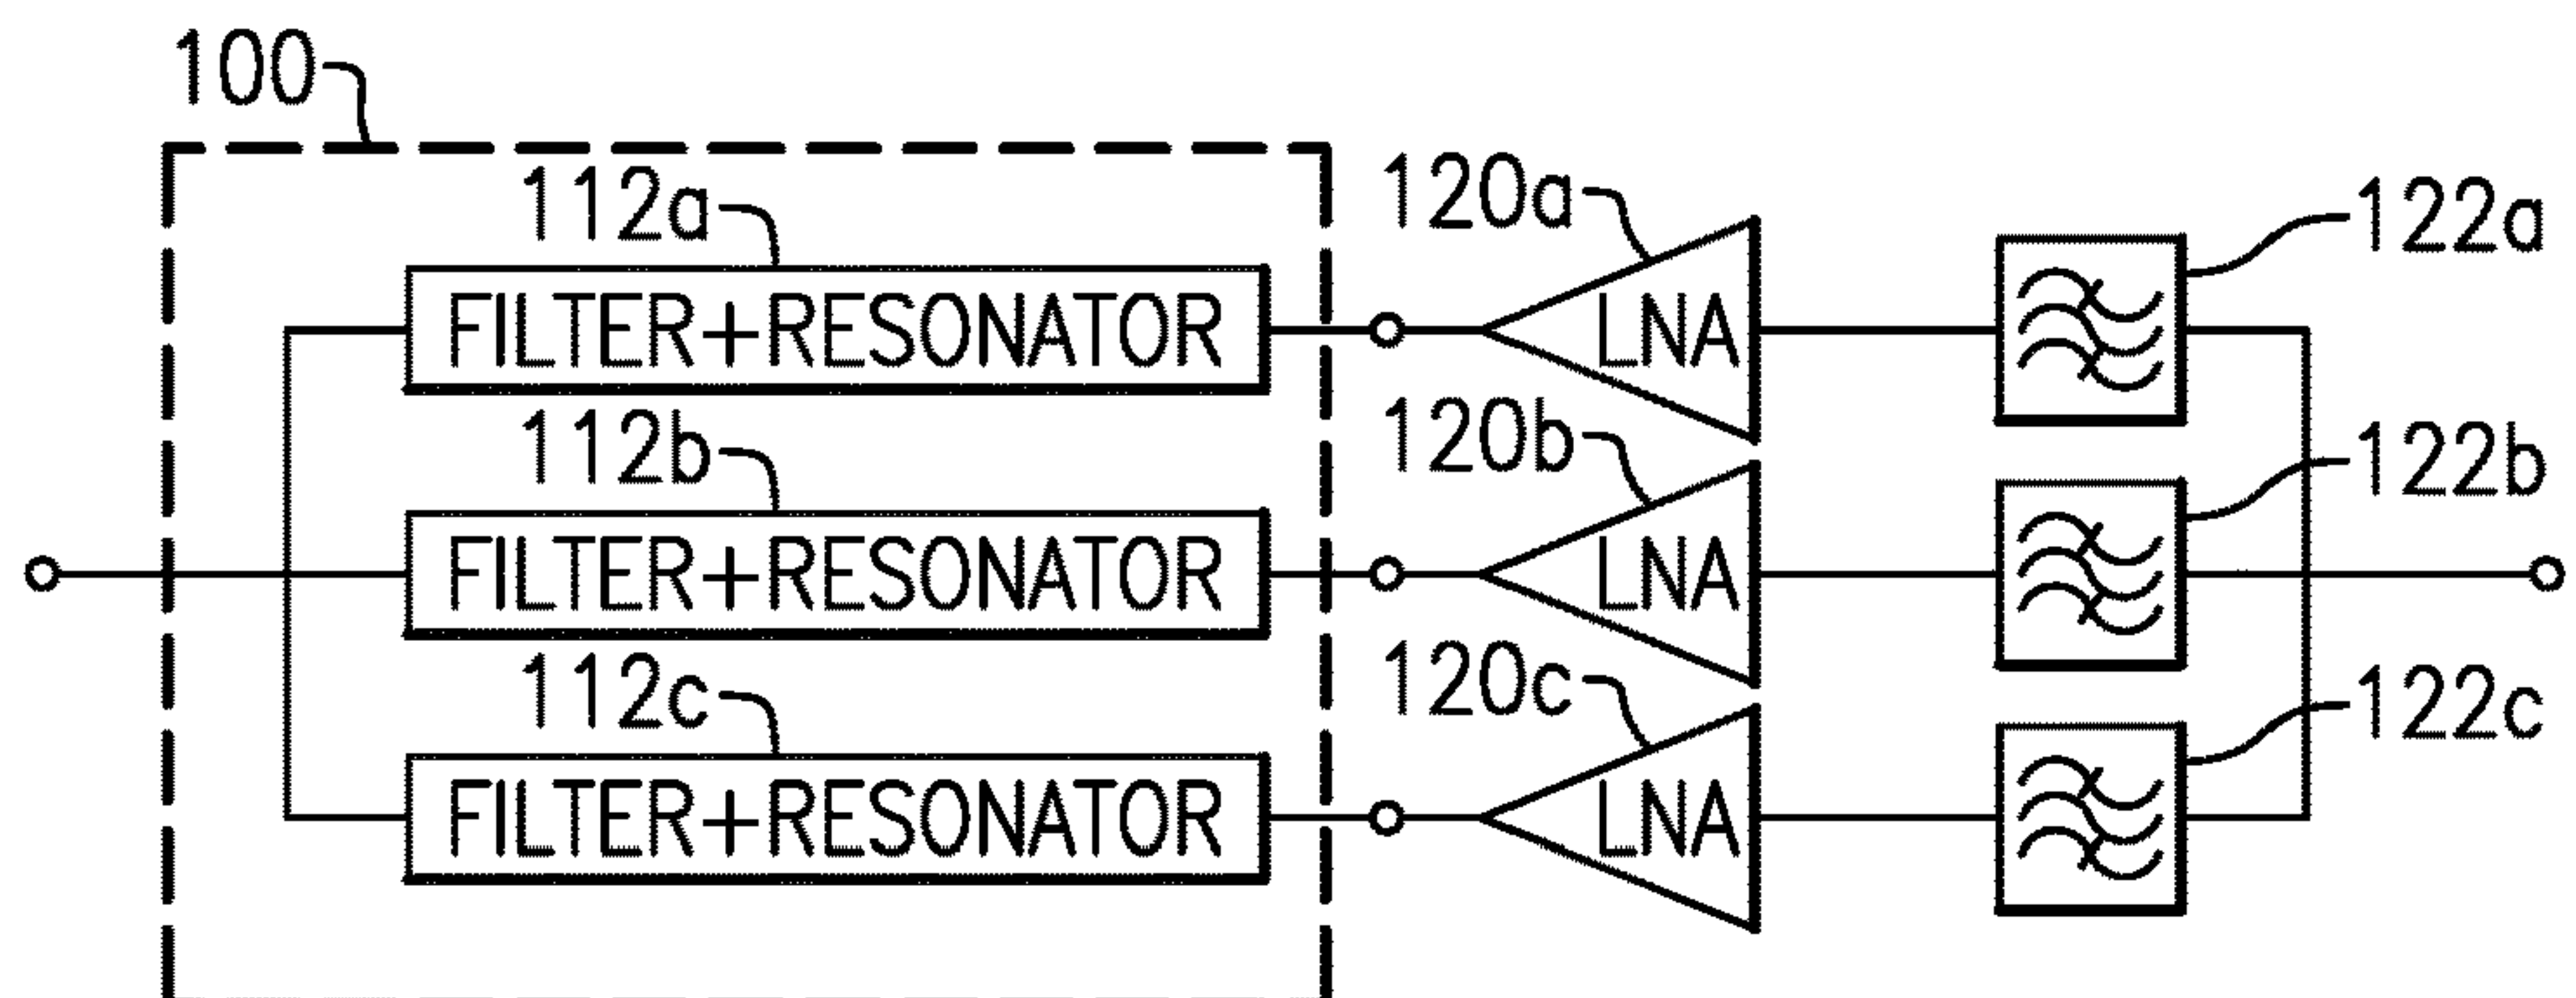 100
112a
120a
122a
FILTER+RESONATOR
LNA
112b
120b
122b
FILTER+RESONATOR
LNA
112c
120c
122c
FILTER+RESONATOR
LNA